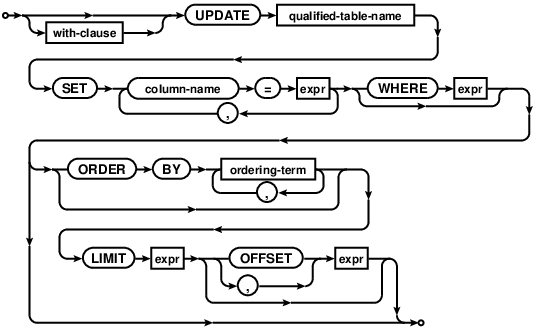 UPDATE qualified-table-name
with-clause
SET column-name = expr WHERE expr
,
ORDER BY ordering-term
,
LIMIT expr OFFSET expr
,